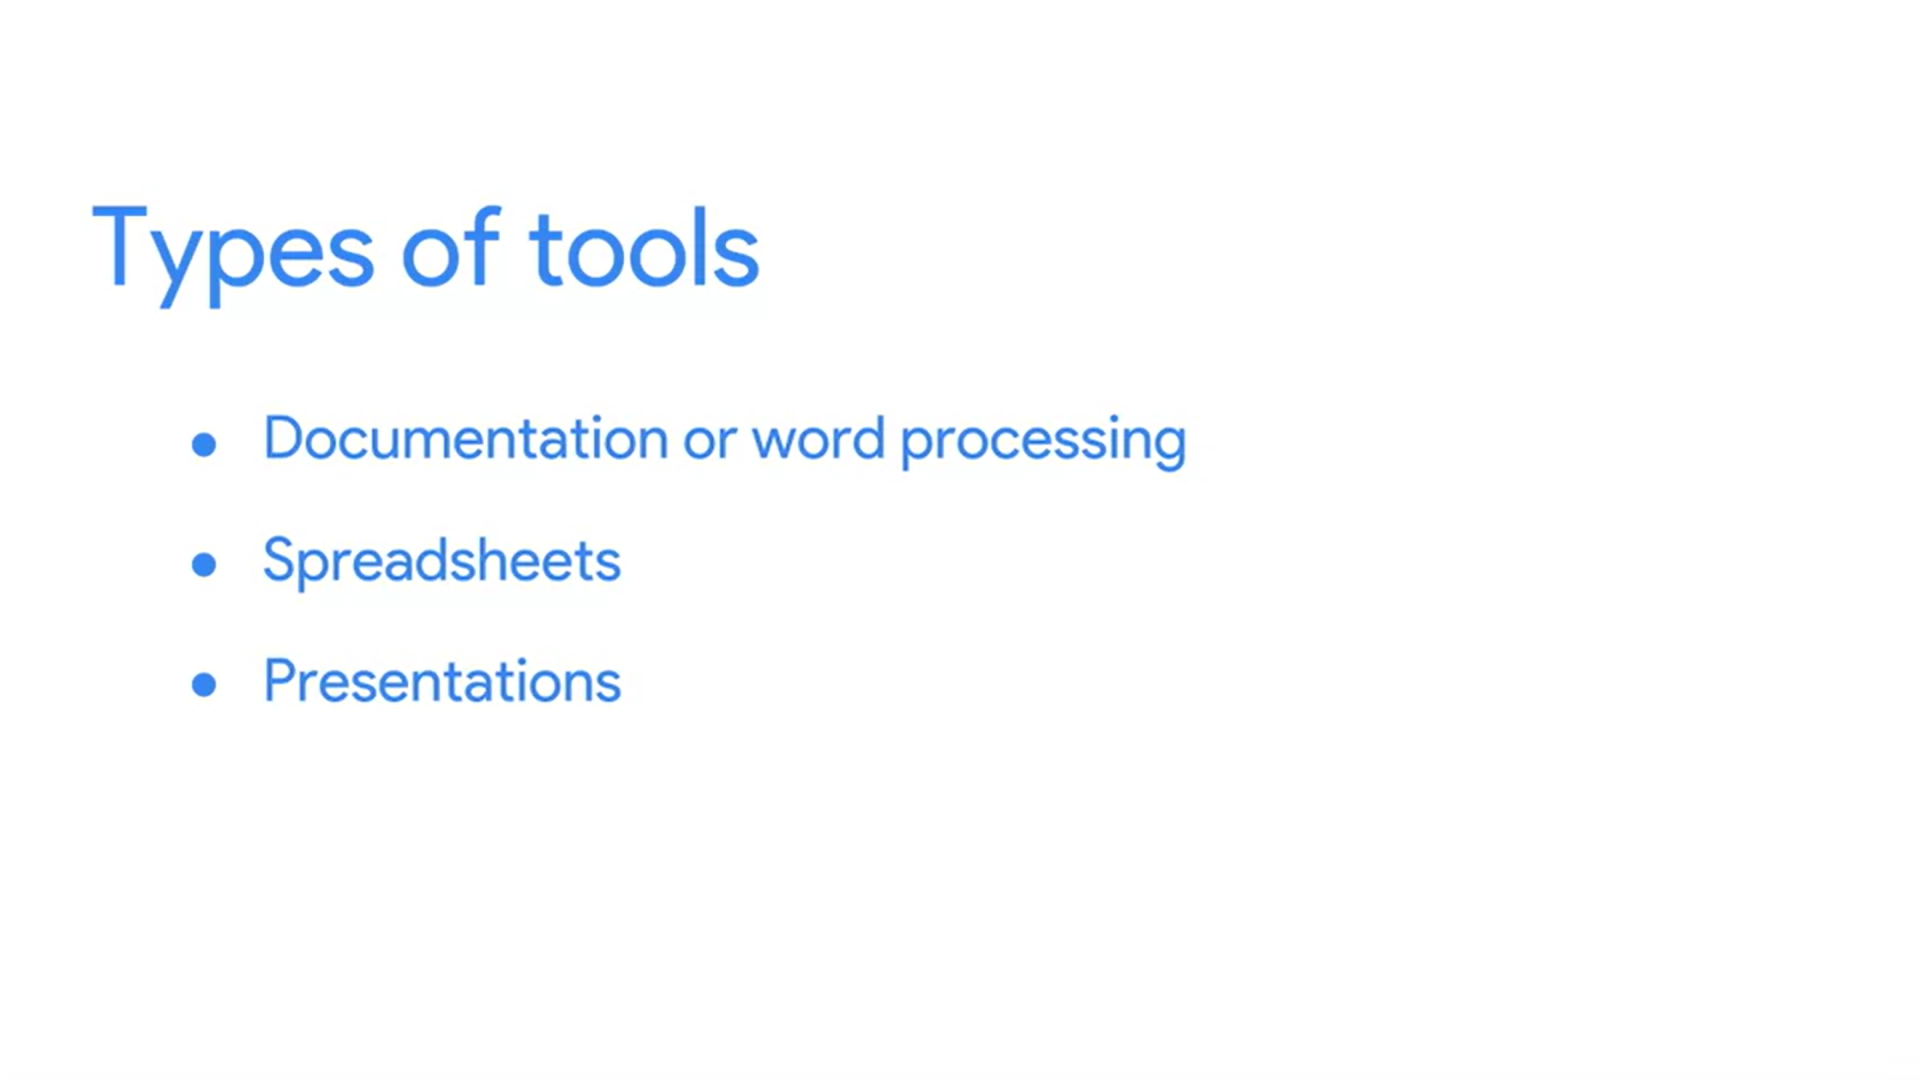 Types of tools
● Documentation or word processing
● Spreadsheets
● Presentations